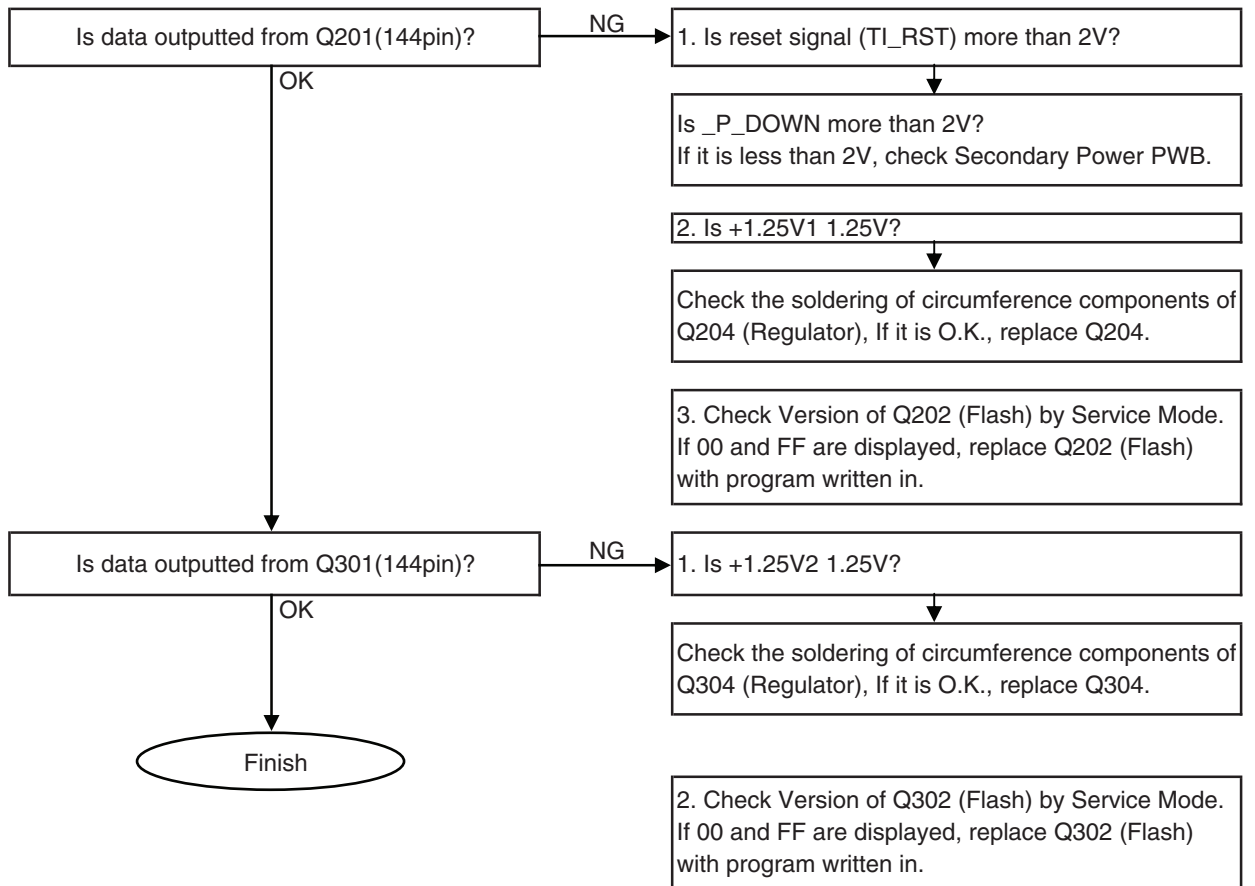 Is data outputted from Q201(144pin)?
NG
1. Is reset signal (TI_RST) more than 2V?
OK
Is _P_DOWN more than 2V?
If it is less than 2V, check Secondary Power PWB.
2. Is +1.25V1 1.25V?
Check the soldering of circumference components of
Q204 (Regulator), If it is O.K., replace Q204.
3. Check Version of Q202 (Flash) by Service Mode.
If 00 and FF are displayed, replace Q202 (Flash)
with program written in.
Is data outputted from Q301(144pin)?
NG
1. Is +1.25V2 1.25V?
OK
Check the soldering of circumference components of
Q304 (Regulator), If it is O.K., replace Q304.
Finish
2. Check Version of Q302 (Flash) by Service Mode.
If 00 and FF are displayed, replace Q302 (Flash)
with program written in.